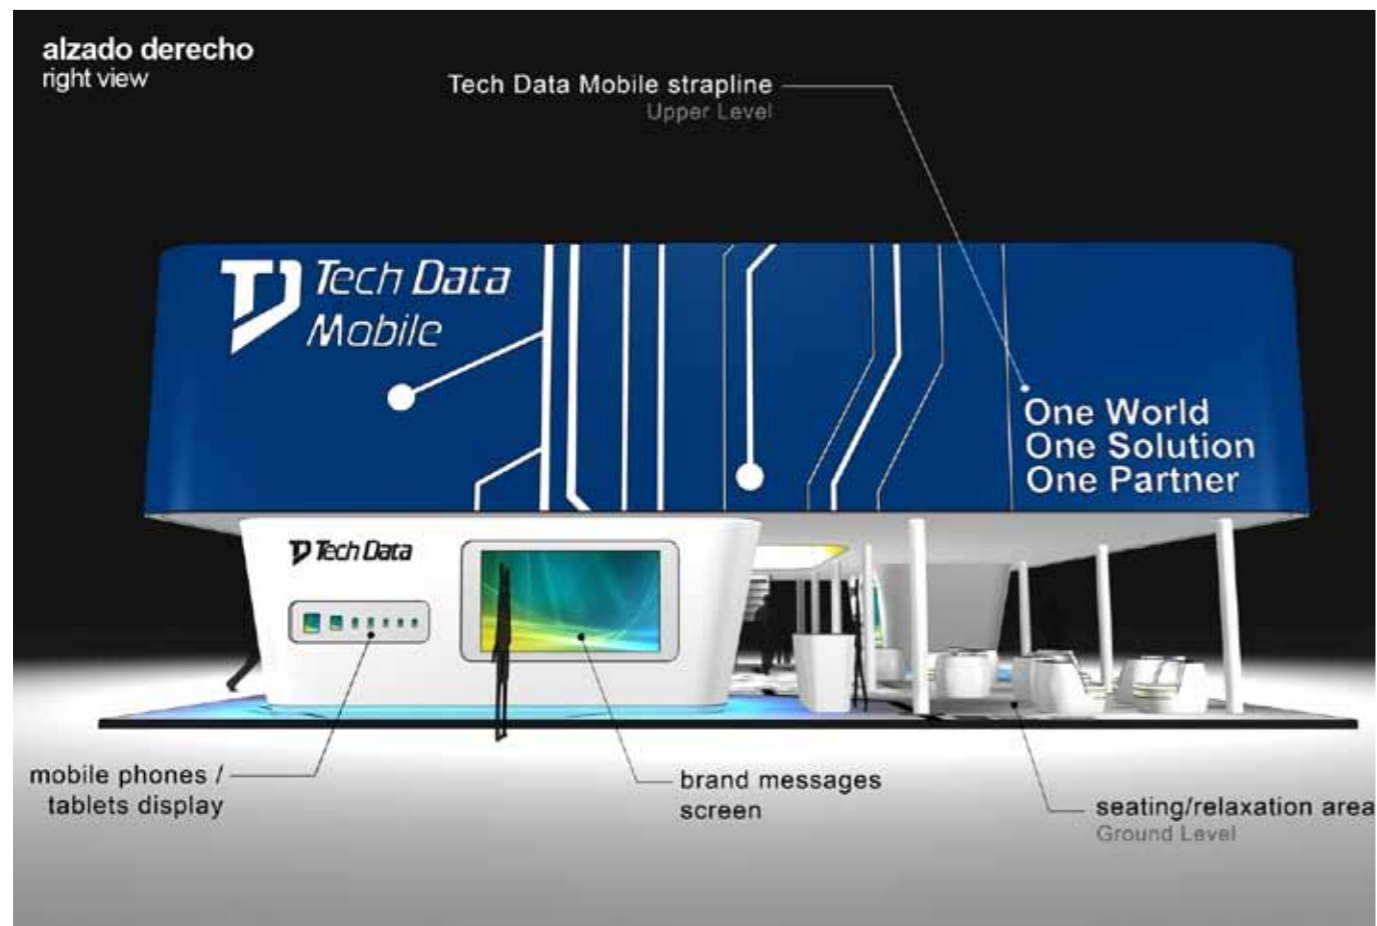 alzado derecho
right view
Tech Data Mobile strapline
Upper Level
Tech Data
Mobile
One World
One Solution
One Partner
Tech Data
mobile phones /
tablets display
brand messages
screen
seating/relaxation area
Ground Level